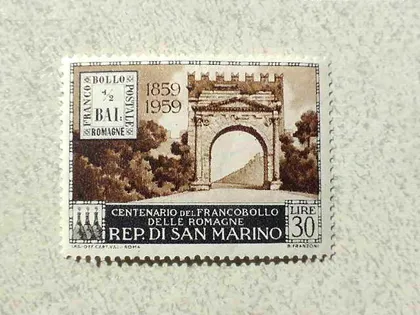 FRANCO BOLLO POSTALE
1/2
BAI.
ROMAGNE
1859
1959
CENTENARIO DEL FRANCOBOLLO
DELLE ROMAGNE
REP. DI SAN MARINO
LIRE
30
R. FRANZONI